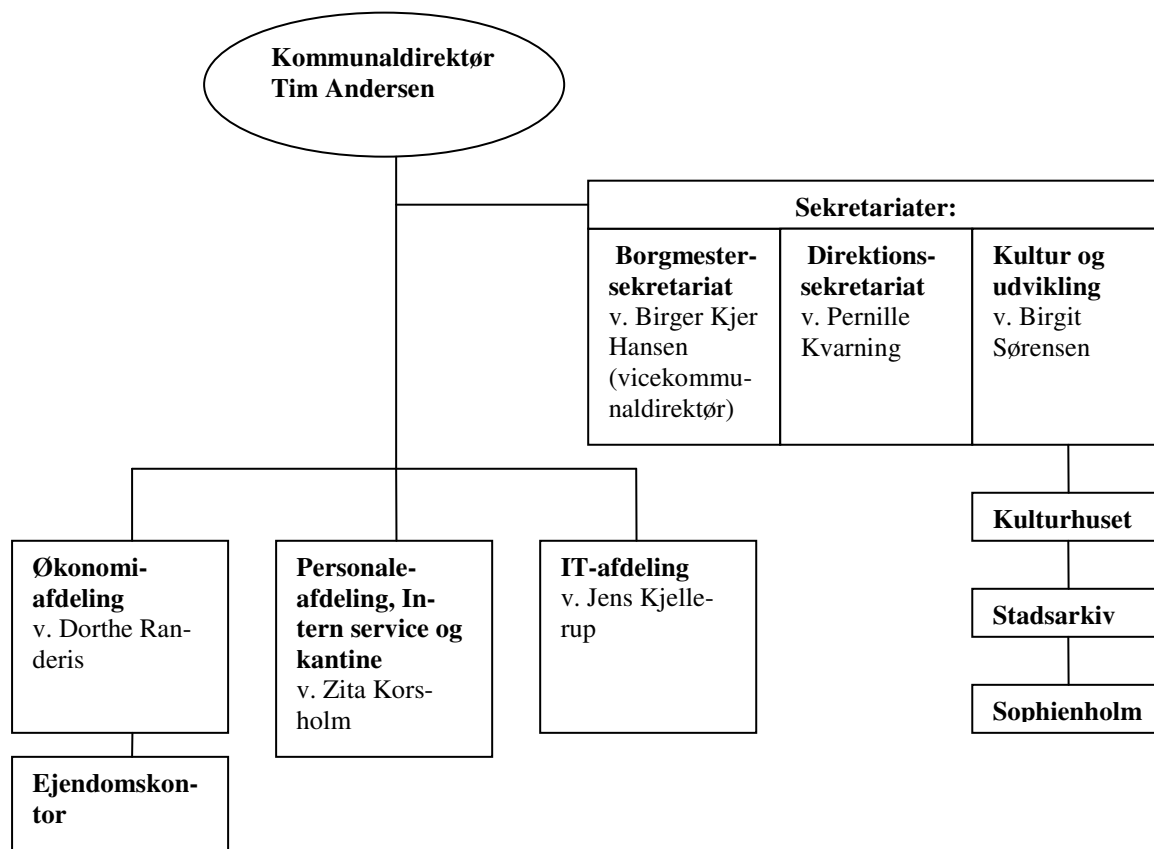 Kommunaldirektør
Tim Andersen
Sekretariater:
Borgmester-
sekretariat
v. Birger Kjer
Hansen
(vicekommu-
naldirektør)
Direktions-
sekretariat
v. Pernille
Kvarning
Kultur og
udvikling
v. Birgit
Sørensen
Kulturhuset
Stadsarkiv
Sophienholm
Økonomi-
afdeling
v. Dorthe Ran-
deris
Personale-
afdeling, In-
tern service og
kantine
v. Zita Kors-
holm
IT-afdeling
v. Jens Kjelle-
rup
Ejendomskon-
tor